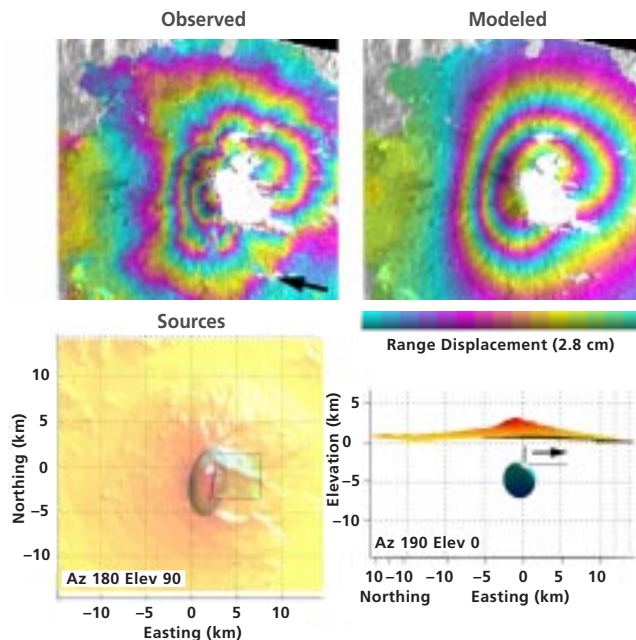 Observed
Modeled
Sources
Range Displacement (2.8 cm)
10
5
0
−5
−10
Northing (km)
Az 180 Elev 90
−10 −5 0 5 10
Easting (km)
5
0
−5
−10
Elevation (km)
Az 190 Elev 0
10 −10 −10 −5 0 5 10
Northing Easting (km)